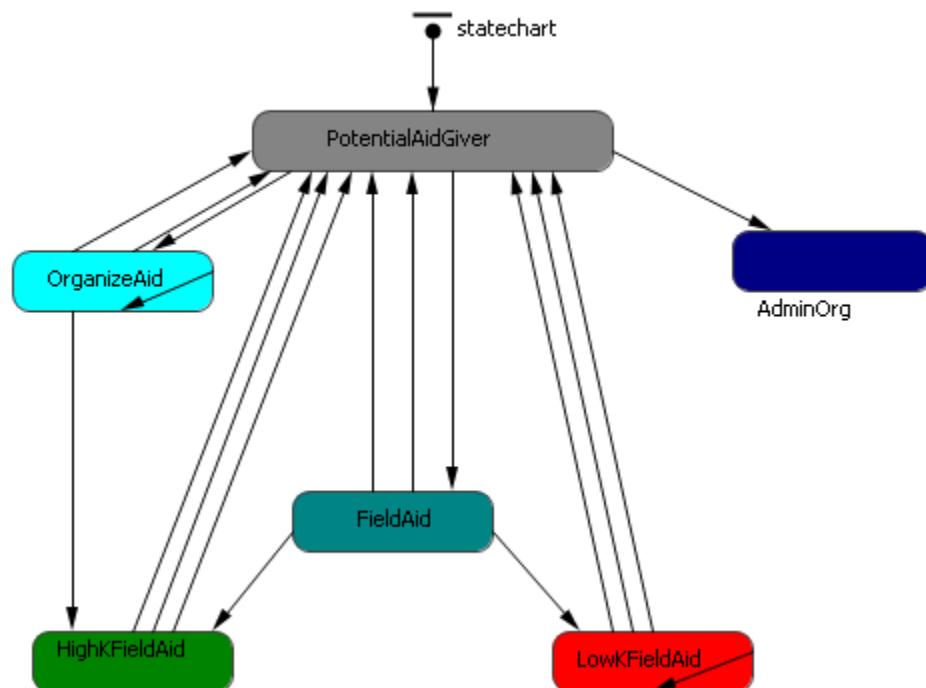 statechart
PotentialAidGiver
OrganizeAid
AdminOrg
FieldAid
HighKFieldAid
LowKFieldAid